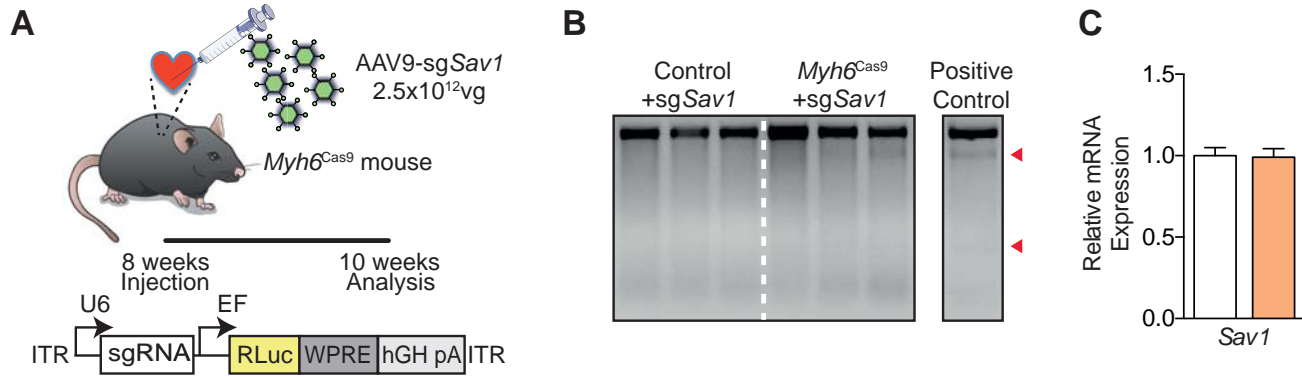 A
AAV9-sgSav1
2.5x10¹²vg
Myh6ᶜᵃˢ⁹ mouse
8 weeks
Injection
10 weeks
Analysis
U6
EF
ITR
sgRNA
RLuc
WPRE
hGH pA
ITR
B
Control
+sgSav1
Myh6ᶜᵃˢ⁹
+sgSav1
Positive
Control
C
Relative mRNA
Expression
1.5
1.0
0.5
0.0
Sav1